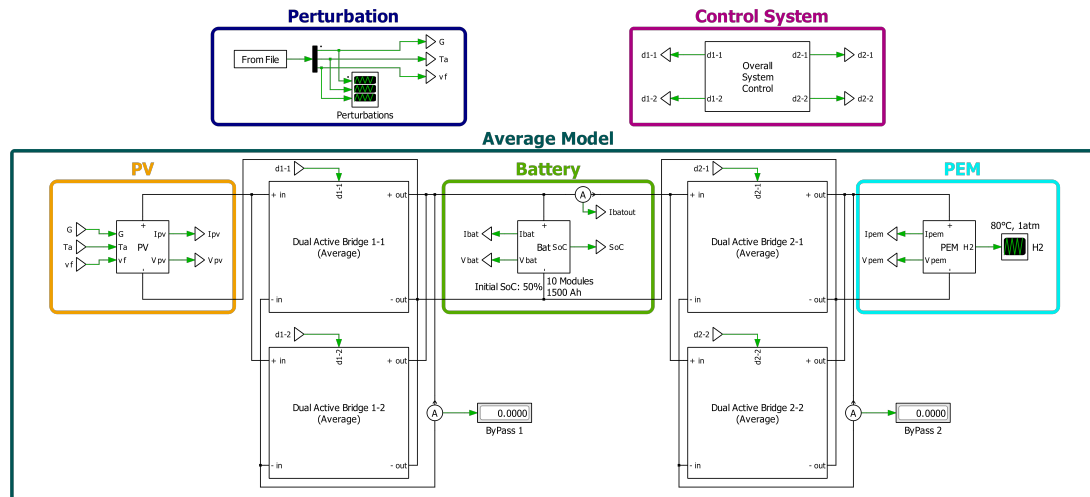 Perturbation
From File
G
Ta
vf
Perturbations
Control System
d1-1
d1-1
d2-1
d2-1
Overall
System
Control
d1-2
d1-2
d2-2
d2-2
Average Model
PV
G
Ta
vf
G
Ta
vf
+
PV
-
Ipv
Vpv
Ipv
Vpv
d1-1
d1-1
+ in
+ out
Dual Active Bridge 1-1
(Average)
- in
- out
d1-2
d1-2
+ in
+ out
Dual Active Bridge 1-2
(Average)
- in
- out
A
0.0000
ByPass 1
Battery
A
Ibatout
Ibat
Vbat
+
Ibat
Bat
SoC
Vbat
-
SoC
Initial SoC: 50%
10 Modules
1500 Ah
d2-1
d2-1
+ in
+ out
Dual Active Bridge 2-1
(Average)
- in
- out
d2-2
d2-2
+ in
+ out
Dual Active Bridge 2-2
(Average)
- in
- out
A
0.0000
ByPass 2
PEM
Ipem
Vpem
+
Ipem
PEM
H2
Vpem
-
80°C, 1atm
H2